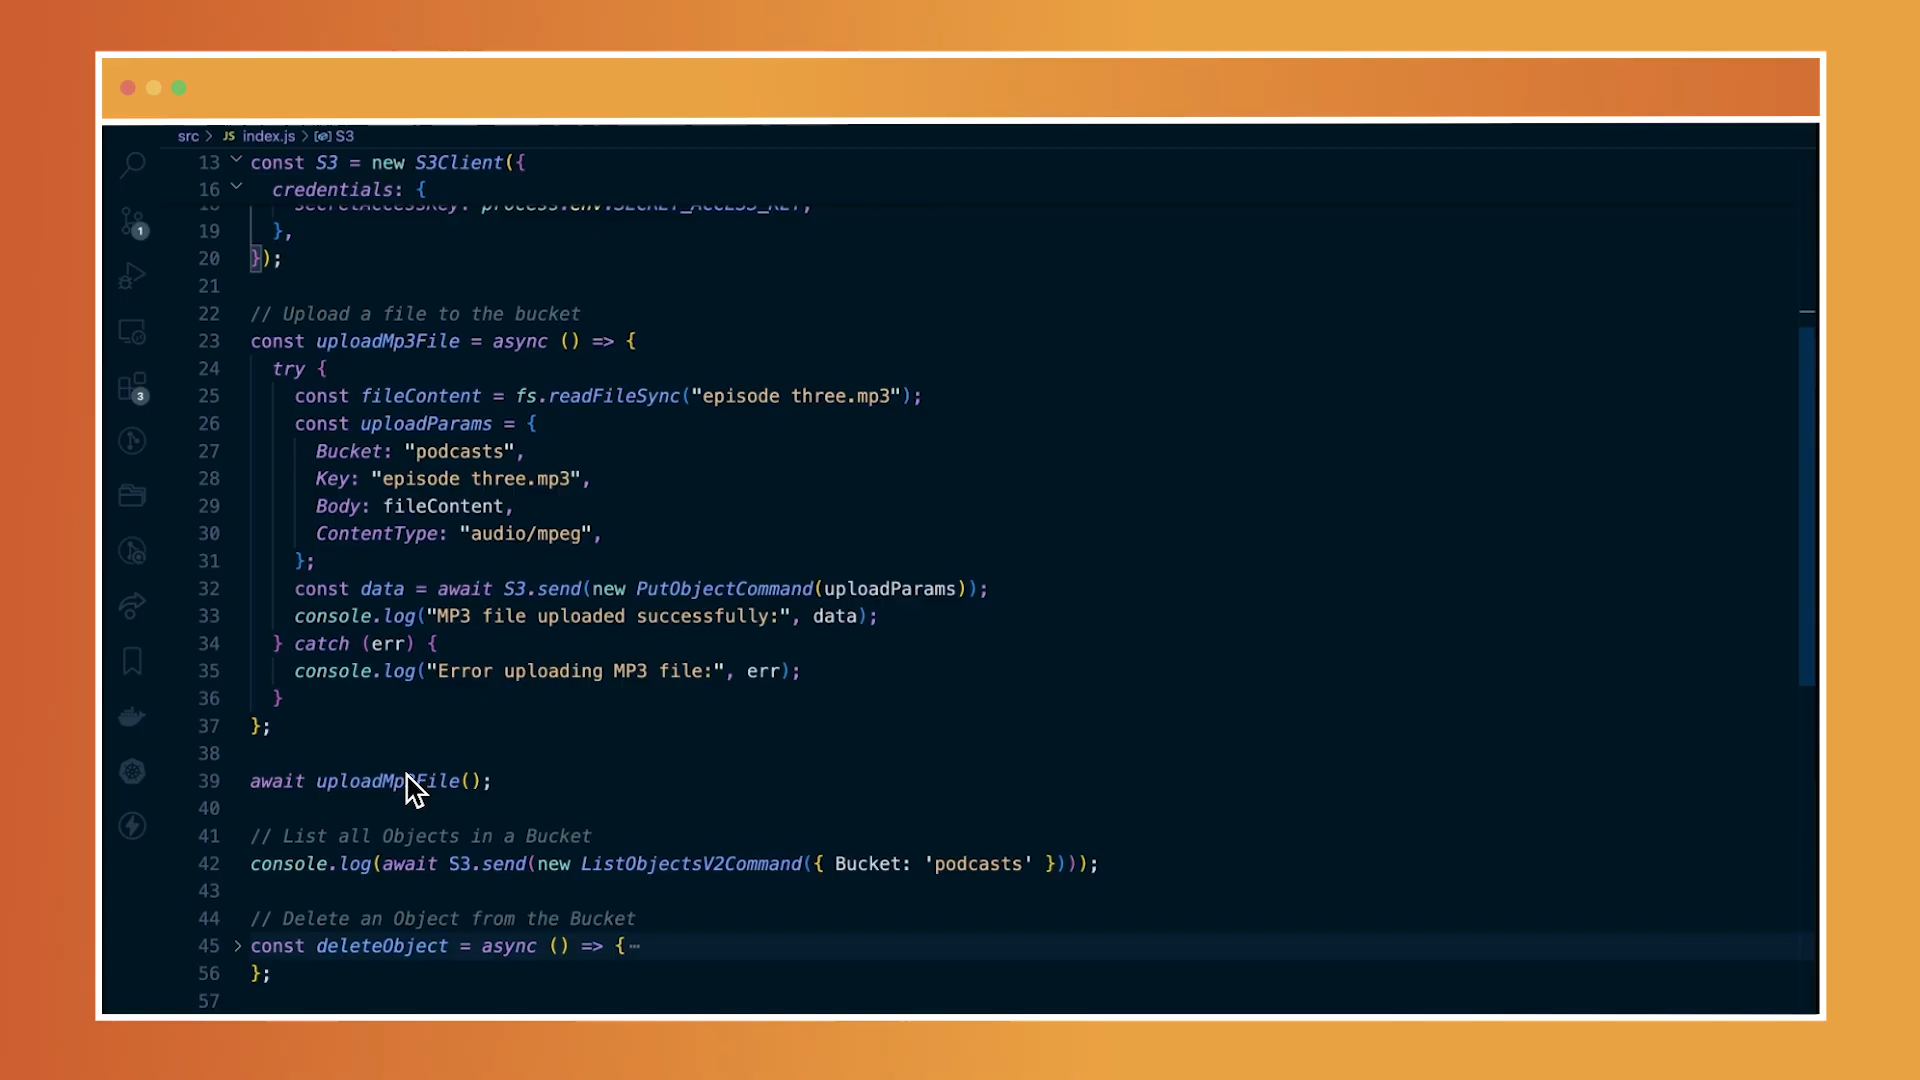 src > JS index.js > S3
13 const S3 = new S3Client({
16 credentials: {
18 secretAccessKey: process.env.SECRET_ACCESS_KEY,
19 },
20 });
21
22 // Upload a file to the bucket
23 const uploadMp3File = async () => {
24 try {
25 const fileContent = fs.readFileSync("episode three.mp3");
26 const uploadParams = {
27 Bucket: "podcasts",
28 Key: "episode three.mp3",
29 Body: fileContent,
30 ContentType: "audio/mpeg",
31 };
32 const data = await S3.send(new PutObjectCommand(uploadParams));
33 console.log("MP3 file uploaded successfully:", data);
34 } catch (err) {
35 console.log("Error uploading MP3 file:", err);
36 }
37 };
38
39 await uploadMp3File();
40
41 // List all Objects in a Bucket
42 console.log(await S3.send(new ListObjectsV2Command({ Bucket: 'podcasts' })));
43
44 // Delete an Object from the Bucket
45 const deleteObject = async () => {⋯
56 };
57
1
3